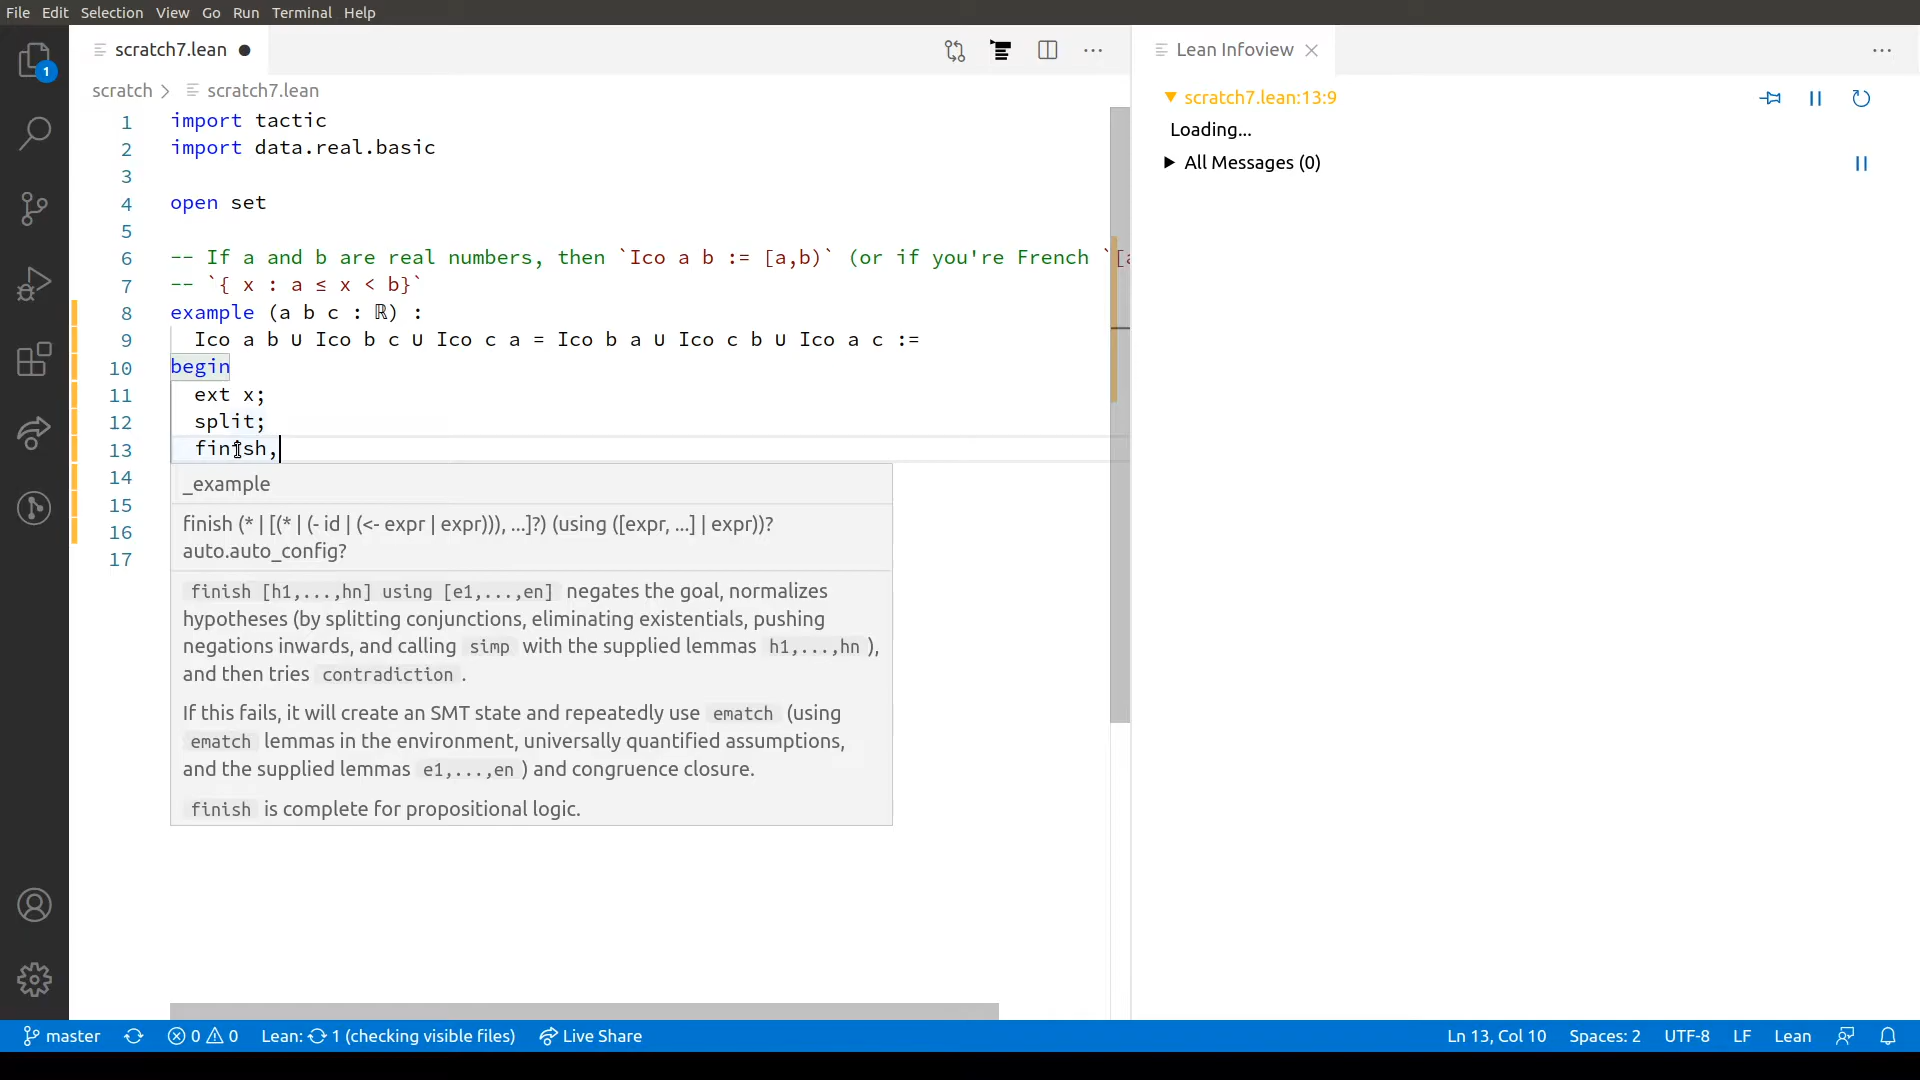 File Edit Selection View Go Run Terminal Help
scratch7.lean
Lean Infoview
scratch > scratch7.lean
1 import tactic
2 import data.real.basic
3
4 open set
5
6 -- If a and b are real numbers, then `Ico a b := [a,b)` (or if you're French `[a
7 -- `{ x : a ≤ x < b}`
8 example (a b c : ℝ) :
9 Ico a b ∪ Ico b c ∪ Ico c a = Ico b a ∪ Ico c b ∪ Ico a c :=
10 begin
11 ext x;
12 split;
13 finish,
14
15
16
17
_example
finish (* | [(* | (- id | (<- expr | expr))), ...]?) (using ([expr, ...] | expr))?
auto.auto_config?
finish [h1,...,hn] using [e1,...,en] negates the goal, normalizes
hypotheses (by splitting conjunctions, eliminating existentials, pushing
negations inwards, and calling simp with the supplied lemmas h1,...,hn ),
and then tries contradiction .
If this fails, it will create an SMT state and repeatedly use ematch (using
ematch lemmas in the environment, universally quantified assumptions,
and the supplied lemmas e1,...,en ) and congruence closure.
finish is complete for propositional logic.
scratch7.lean:13:9
Loading...
All Messages (0)
1
master 0 0 Lean: 1 (checking visible files) Live Share
Ln 13, Col 10 Spaces: 2 UTF-8 LF Lean